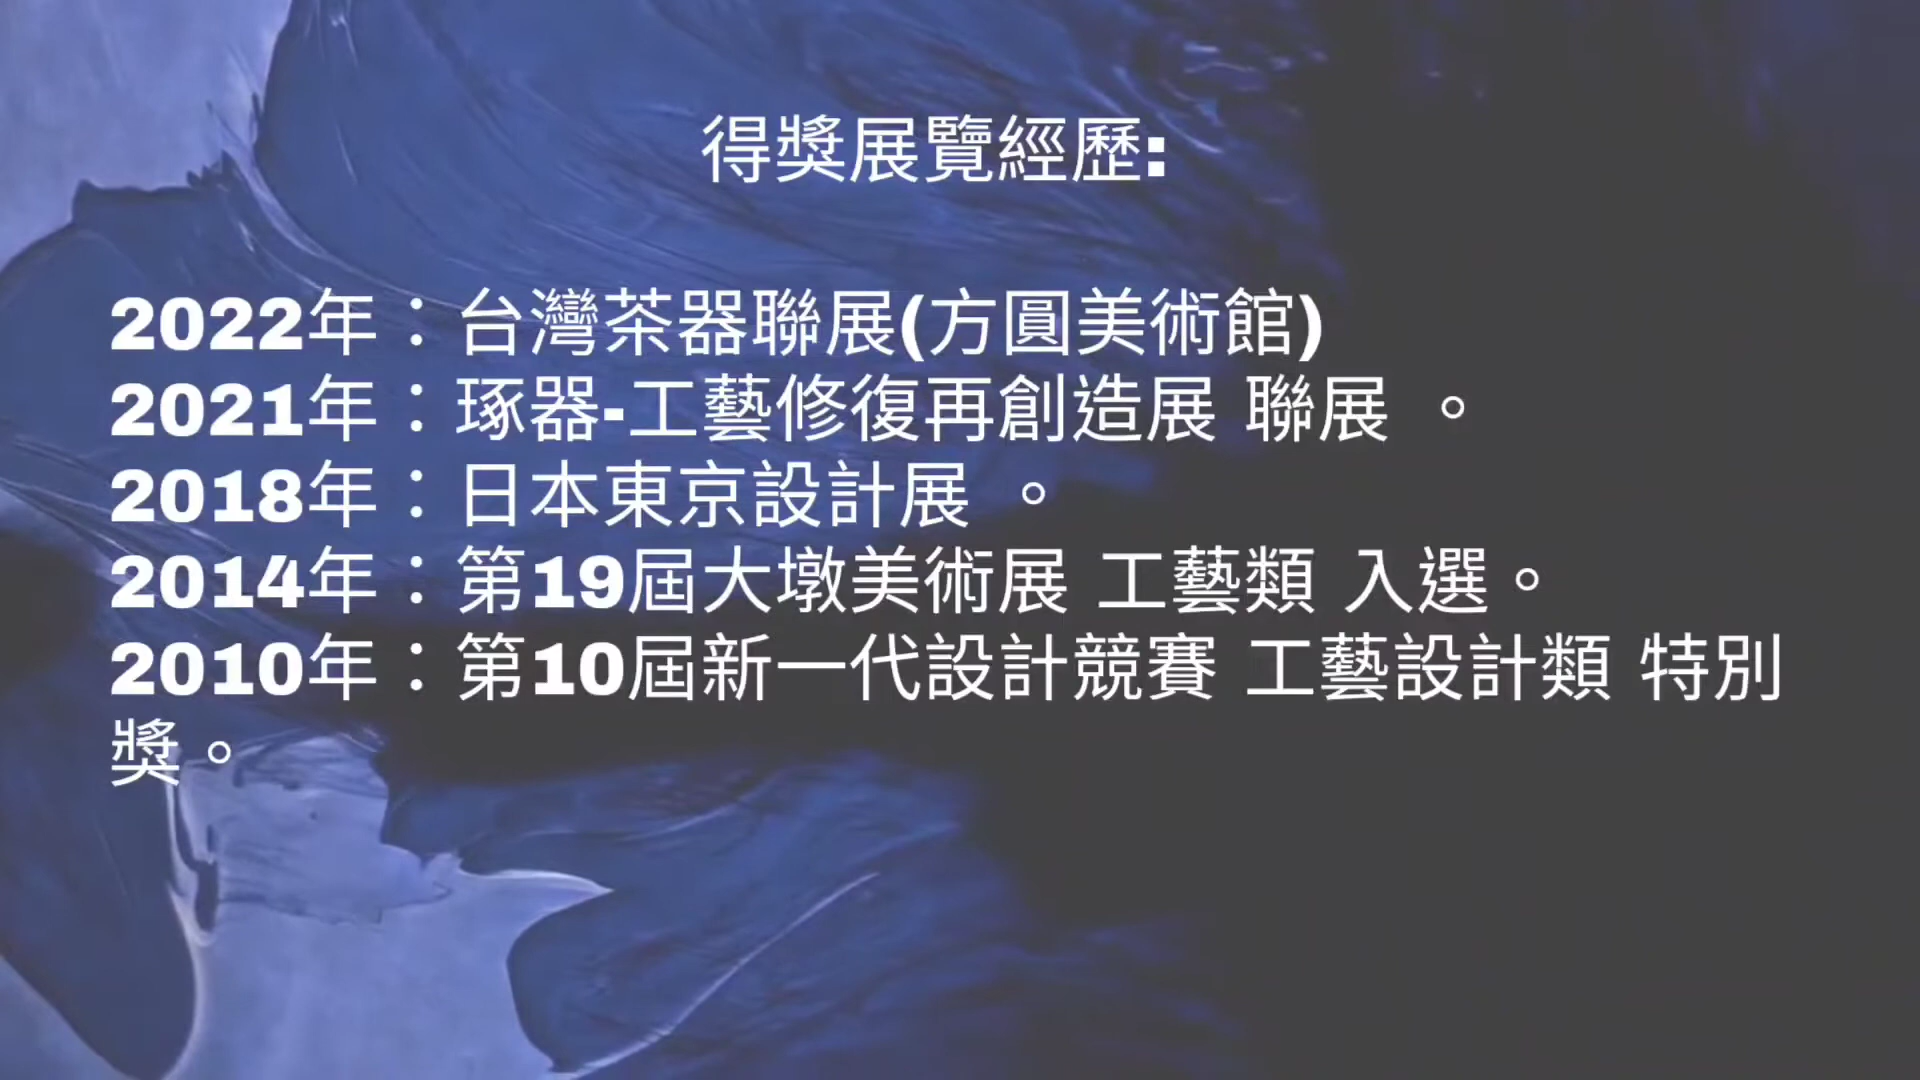 得獎展覽經歷:
2022年：台灣茶器聯展(方圓美術館)
2021年：琢器-工藝修復再創造展 聯展 。
2018年：日本東京設計展 。
2014年：第19屆大墩美術展 工藝類 入選。
2010年：第10屆新一代設計競賽 工藝設計類 特別
獎。